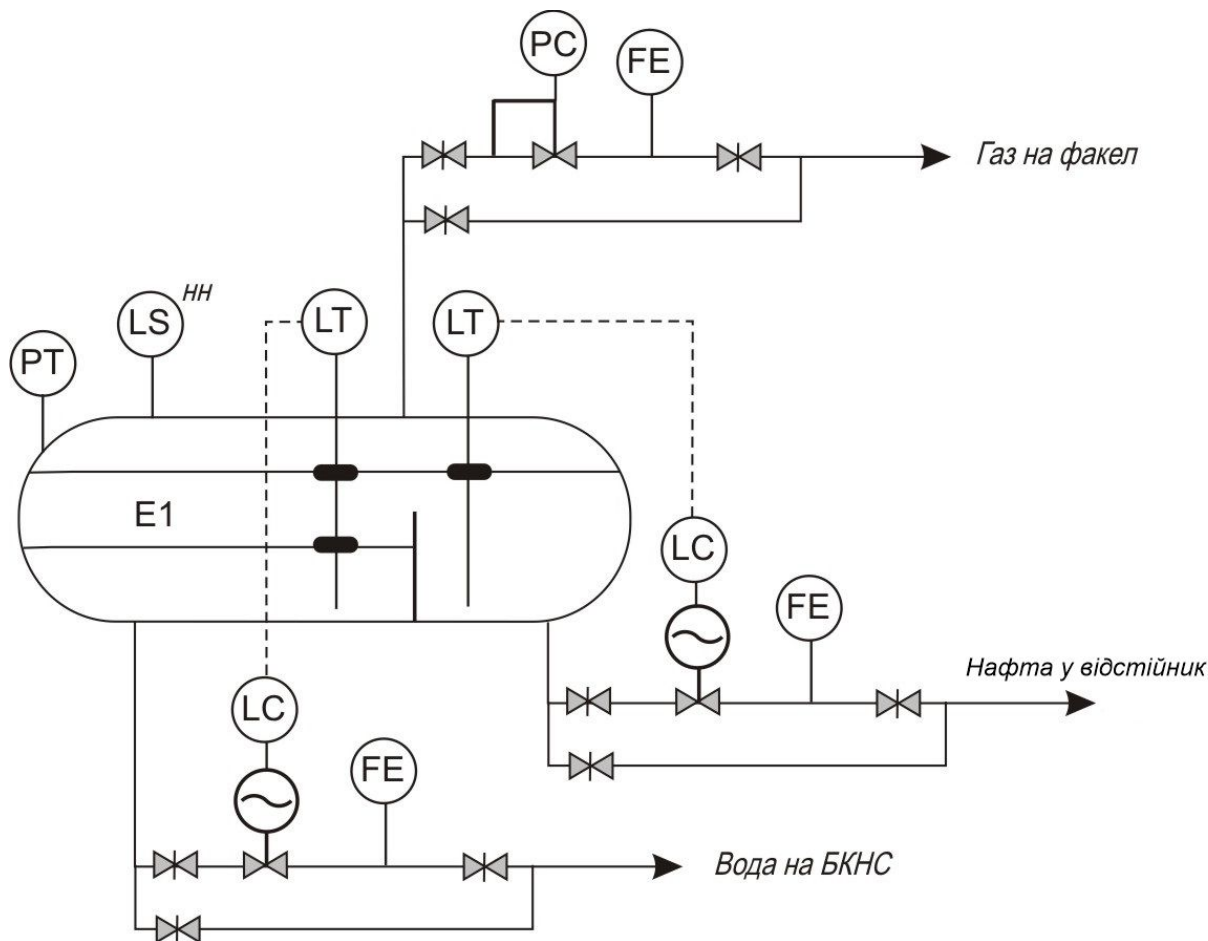 PC
FE
Газ на факел
LS
нн
LT
LT
PT
E1
LC
FE
Нафта у відстійник
LC
FE
Вода на БКНС